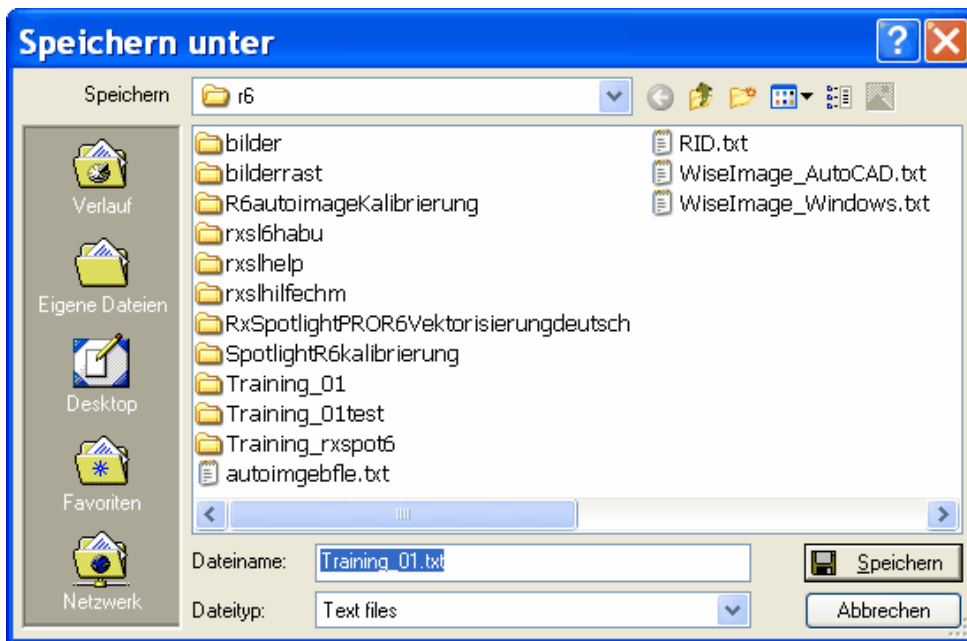 Speichern unter
Speichern
r6
Verlauf
Eigene Dateien
Desktop
Favoriten
Netzwerk
bilder
bilderrast
R6autoimageKalibrierung
rxsl6habu
rxslhelp
rxslhilfechm
RxSpotlightPROR6Vektorisierungdeutsch
SpotlightR6kalibrierung
Training_01
Training_01test
Training_rxspot6
autoimgebfle.txt
RID.txt
WiseImage_AutoCAD.txt
WiseImage_Windows.txt
Dateiname:
Training_01.txt
Speichern
Dateityp:
Text files
Abbrechen